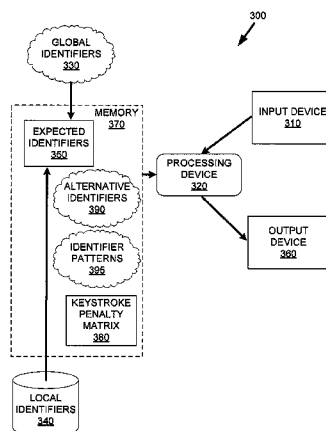 300
GLOBAL
IDENTIFIERS
330
MEMORY
370
EXPECTED
IDENTIFIERS
350
INPUT DEVICE
310
PROCESSING
DEVICE
320
ALTERNATIVE
IDENTIFIERS
390
IDENTIFIER
PATTERNS
395
OUTPUT
DEVICE
360
KEYSTROKE
PENALTY
MATRIX
380
LOCAL
IDENTIFIERS
340